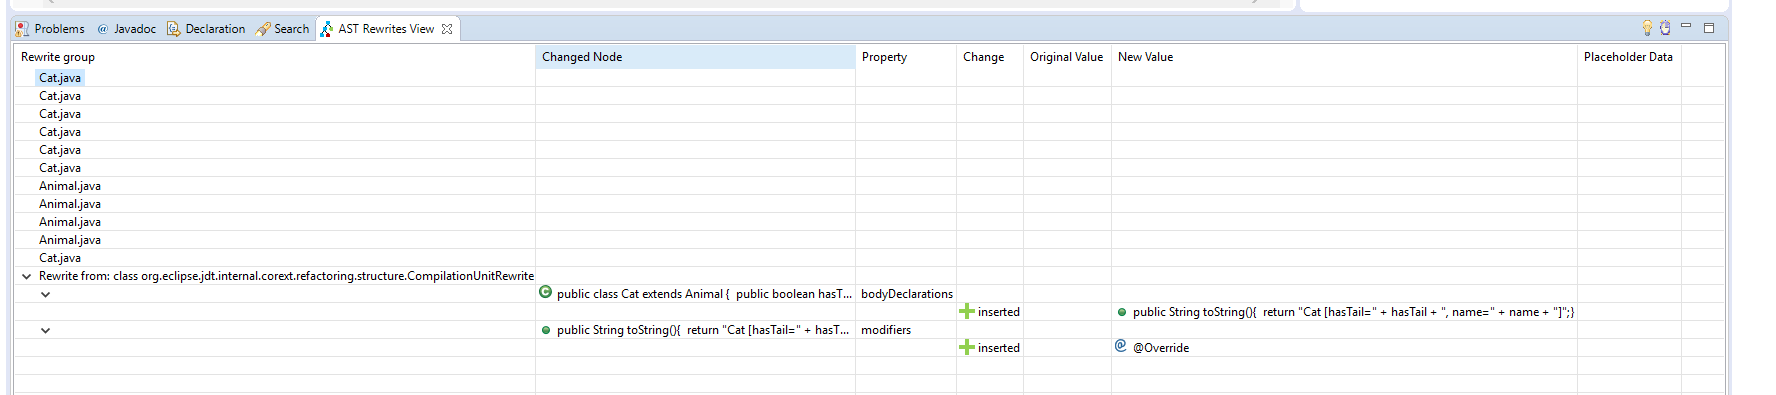 Problems @ Javadoc Declaration Search AST Rewrites View
Rewrite group Changed Node Property Change Original Value New Value Placeholder Data
Cat.java
Cat.java
Cat.java
Cat.java
Cat.java
Cat.java
Animal.java
Animal.java
Animal.java
Animal.java
Cat.java
Rewrite from: class org.eclipse.jdt.internal.corext.refactoring.structure.CompilationUnitRewrite
C public class Cat extends Animal { public boolean hasT... bodyDeclarations
inserted public String toString(){ return "Cat [hasTail=" + hasTail + ", name=" + name + "]";}
public String toString(){ return "Cat [hasTail=" + hasT... modifiers
inserted @ @Override